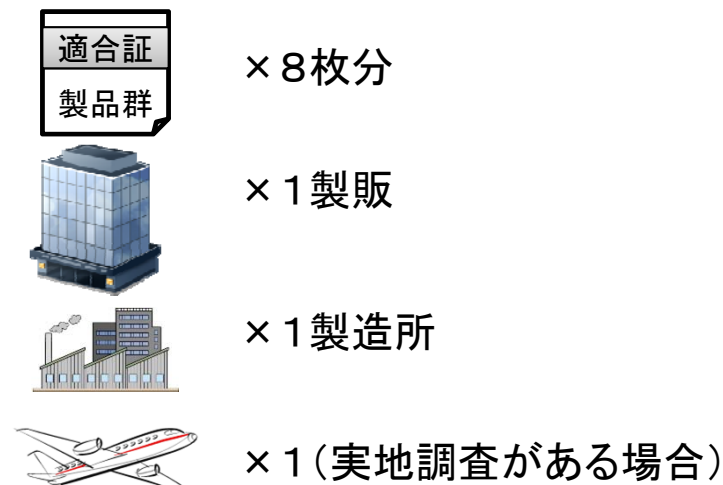 適合証
製品群
×８枚分
×１製販
×１製造所
×１（実地調査がある場合）